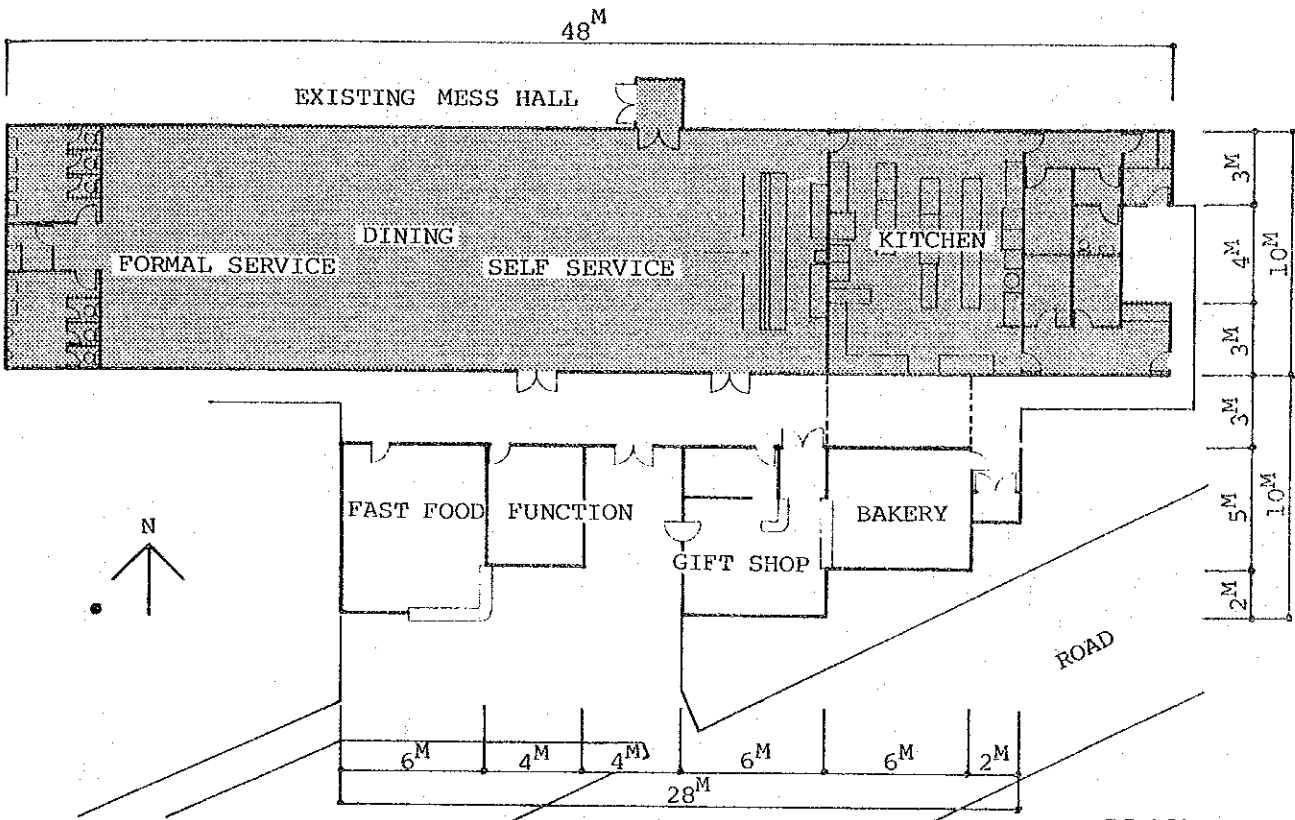 48M
EXISTING MESS HALL
3M
4M
10M
3M
DINING
KITCHEN
FORMAL SERVICE
SELF SERVICE
3M
5M
10M
2M
FAST FOOD
FUNCTION
BAKERY
GIFT SHOP
N
ROAD
6M
4M
4M
6M
6M
2M
28M